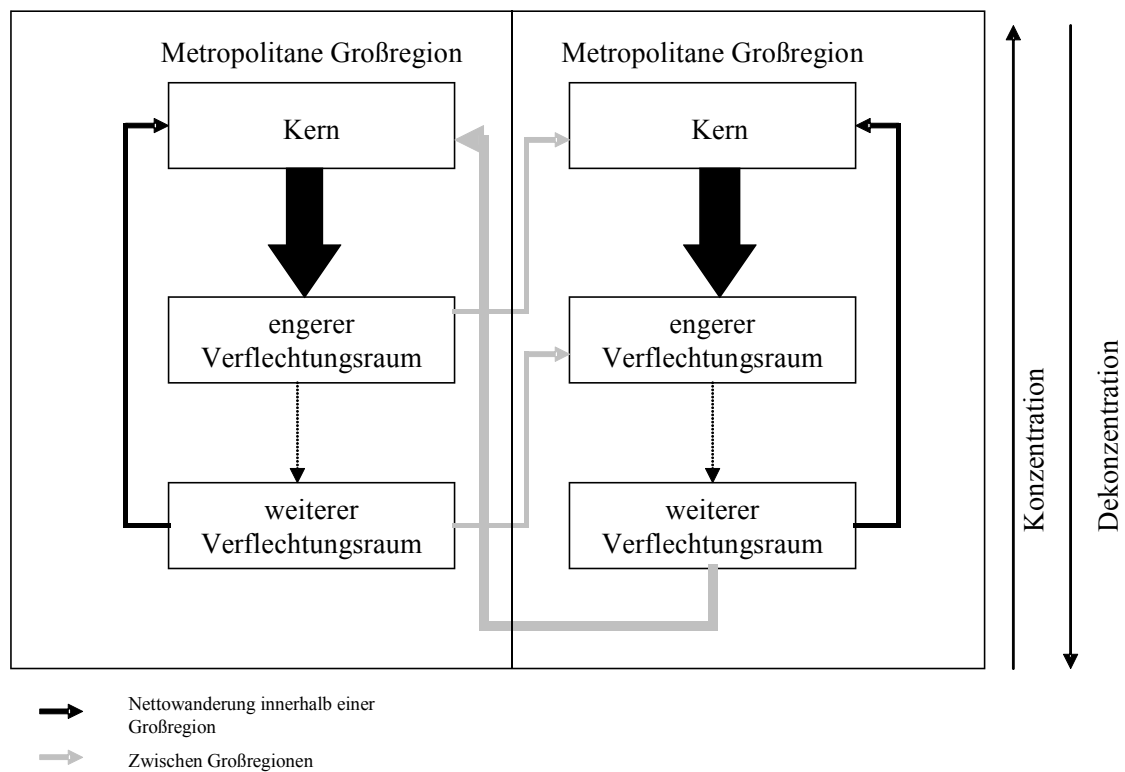 Metropolitane Großregion
Kern
engerer
Verflechtungsraum
weiterer
Verflechtungsraum
Metropolitane Großregion
Kern
engerer
Verflechtungsraum
weiterer
Verflechtungsraum
Konzentration
Dekonzentration
Nettowanderung innerhalb einer
Großregion
Zwischen Großregionen